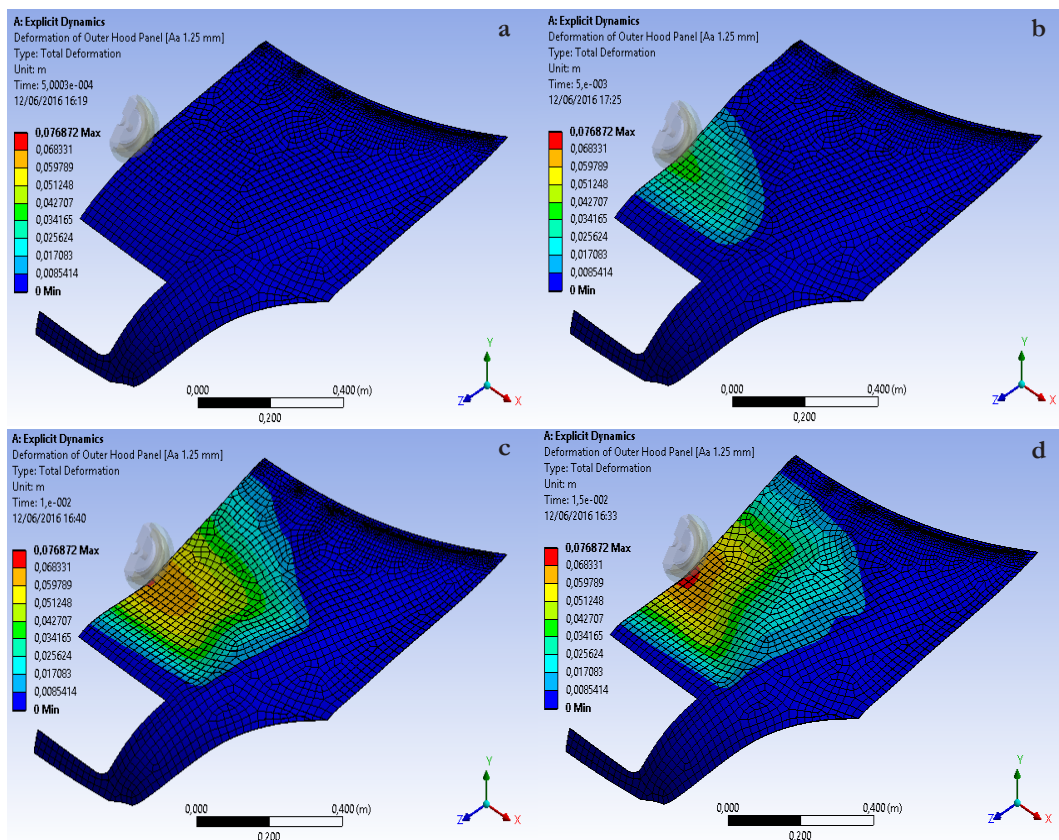 A: Explicit Dynamics
Deformation of Outer Hood Panel [Aa 1.25 mm]
Type: Total Deformation
Unit: m
Time: 5,0003e-004
12/06/2016 16:19
a
0,076872 Max
0,068331
0,059789
0,051248
0,042707
0,034165
0,025624
0,017083
0,0085414
0 Min
0,000
0,400 (m)
0,200
Y
Z
X
A: Explicit Dynamics
Deformation of Outer Hood Panel [Aa 1.25 mm]
Type: Total Deformation
Unit: m
Time: 5,e-003
12/06/2016 17:25
b
0,076872 Max
0,068331
0,059789
0,051248
0,042707
0,034165
0,025624
0,017083
0,0085414
0 Min
0,000
0,400 (m)
0,200
Y
Z
X
A: Explicit Dynamics
Deformation of Outer Hood Panel [Aa 1.25 mm]
Type: Total Deformation
Unit: m
Time: 1,e-002
12/06/2016 16:40
c
0,076872 Max
0,068331
0,059789
0,051248
0,042707
0,034165
0,025624
0,017083
0,0085414
0 Min
0,000
0,400 (m)
0,200
Y
Z
X
A: Explicit Dynamics
Deformation of Outer Hood Panel [Aa 1.25 mm]
Type: Total Deformation
Unit: m
Time: 1,5e-002
12/06/2016 16:33
d
0,076872 Max
0,068331
0,059789
0,051248
0,042707
0,034165
0,025624
0,017083
0,0085414
0 Min
0,000
0,400 (m)
0,200
Y
Z
X